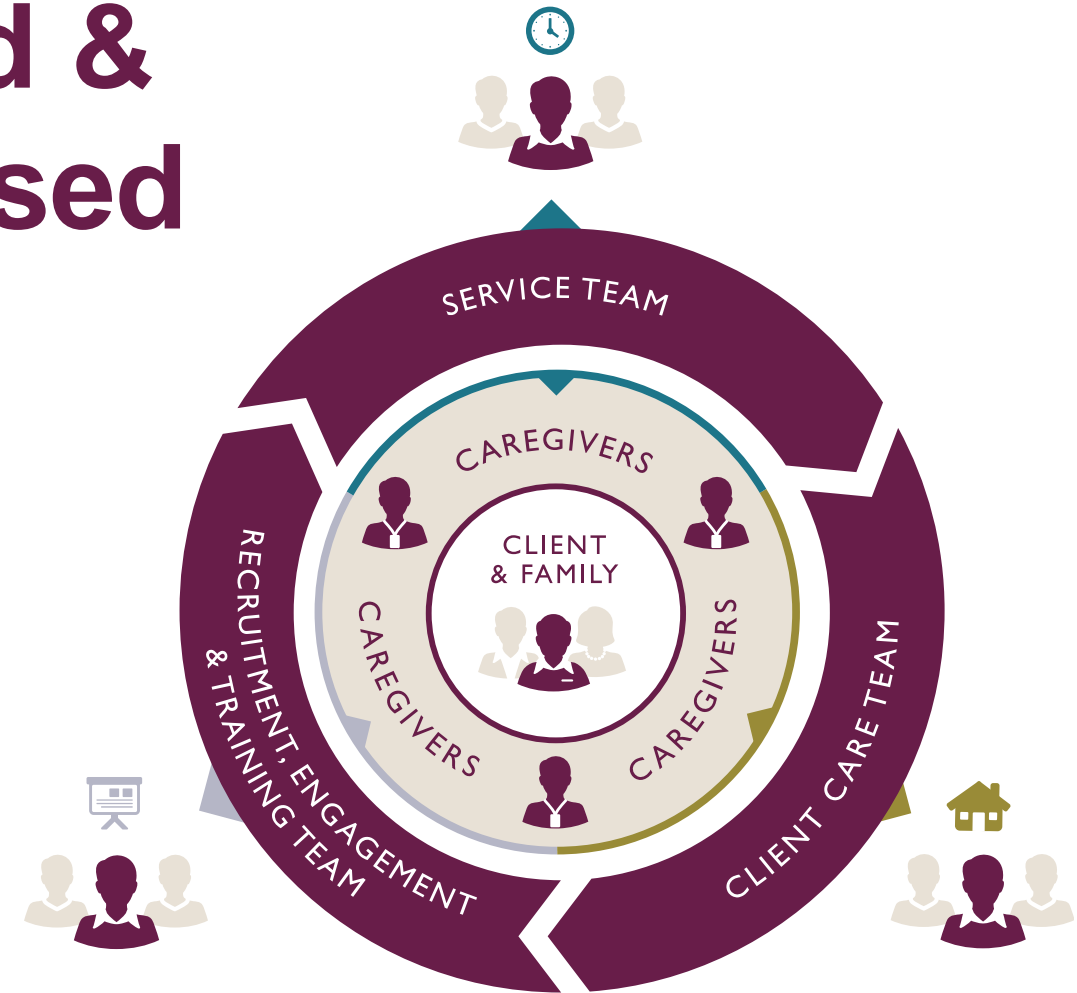 d &
sed
SERVICE TEAM
CAREGIVERS
CLIENT
& FAMILY
CAREGIVERS
CAREGIVERS
RECRUITMENT, ENGAGEMENT
& TRAINING TEAM
CLIENT CARE TEAM